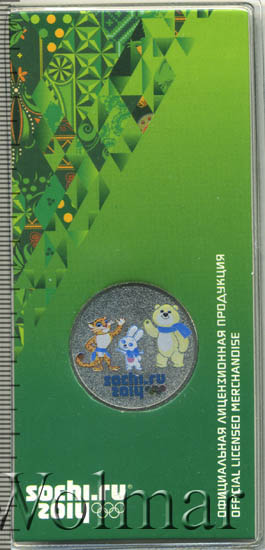 sochi.ru
2014
ОФИЦИАЛЬНАЯ ЛИЦЕНЗИОННАЯ ПРОДУКЦИЯ
OFFICIAL LICENSED MERCHANDISE
sochi.ru
2014
Wolmar